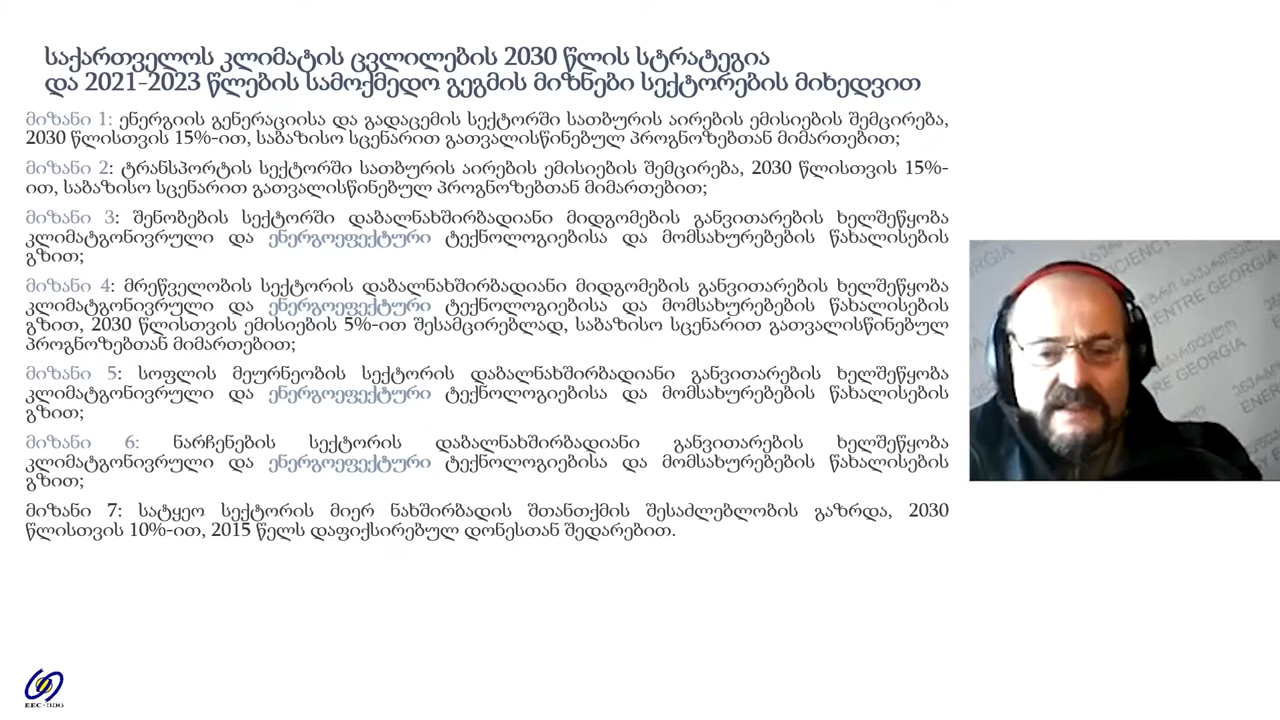 საქართველოს კლიმატის ცვლილების 2030 წლის სტრატეგია
და 2021-2023 წლების სამოქმედო გეგმის მიზნები სექტორების მიხედვით
მიზანი 1: ენერგიის გენერაციისა და გადაცემის სექტორში სათბურის აირების ემისიების შემცირება,
2030 წლისთვის 15%-ით, საბაზისო სცენარით გათვალისწინებულ პროგნოზებთან მიმართებით;
მიზანი 2: ტრანსპორტის სექტორში სათბურის აირების ემისიების შემცირება, 2030 წლისთვის 15%-
ით, საბაზისო სცენარით გათვალისწინებულ პროგნოზებთან მიმართებით;
მიზანი 3: შენობების სექტორში დაბალნახშირბადიანი მიდგომების განვითარების ხელშეწყობა
კლიმატგონივრული და ენერგოეფექტური ტექნოლოგიებისა და მომსახურებების წახალისების
გზით;
მიზანი 4: მრეწველობის სექტორის დაბალნახშირბადიანი მიდგომების განვითარების ხელშეწყობა
კლიმატგონივრული და ენერგოეფექტური ტექნოლოგიებისა და მომსახურებების წახალისების
გზით, 2030 წლისთვის ემისიების 5%-ით შესამცირებლად, საბაზისო სცენარით გათვალისწინებულ
პროგნოზებთან მიმართებით;
მიზანი 5: სოფლის მეურნეობის სექტორის დაბალნახშირბადიანი განვითარების ხელშეწყობა
კლიმატგონივრული და ენერგოეფექტური ტექნოლოგიებისა და მომსახურებების წახალისების
გზით;
მიზანი 6: ნარჩენების სექტორის დაბალნახშირბადიანი განვითარების ხელშეწყობა
კლიმატგონივრული და ენერგოეფექტური ტექნოლოგიებისა და მომსახურებების წახალისების
გზით;
მიზანი 7: სატყეო სექტორის მიერ ნახშირბადის შთანთქმის შესაძლებლობის გაზრდა, 2030
წლისთვის 10%-ით, 2015 წელს დაფიქსირებულ დონესთან შედარებით.
CENTRE GEORGIA
GEORGIA
EEC